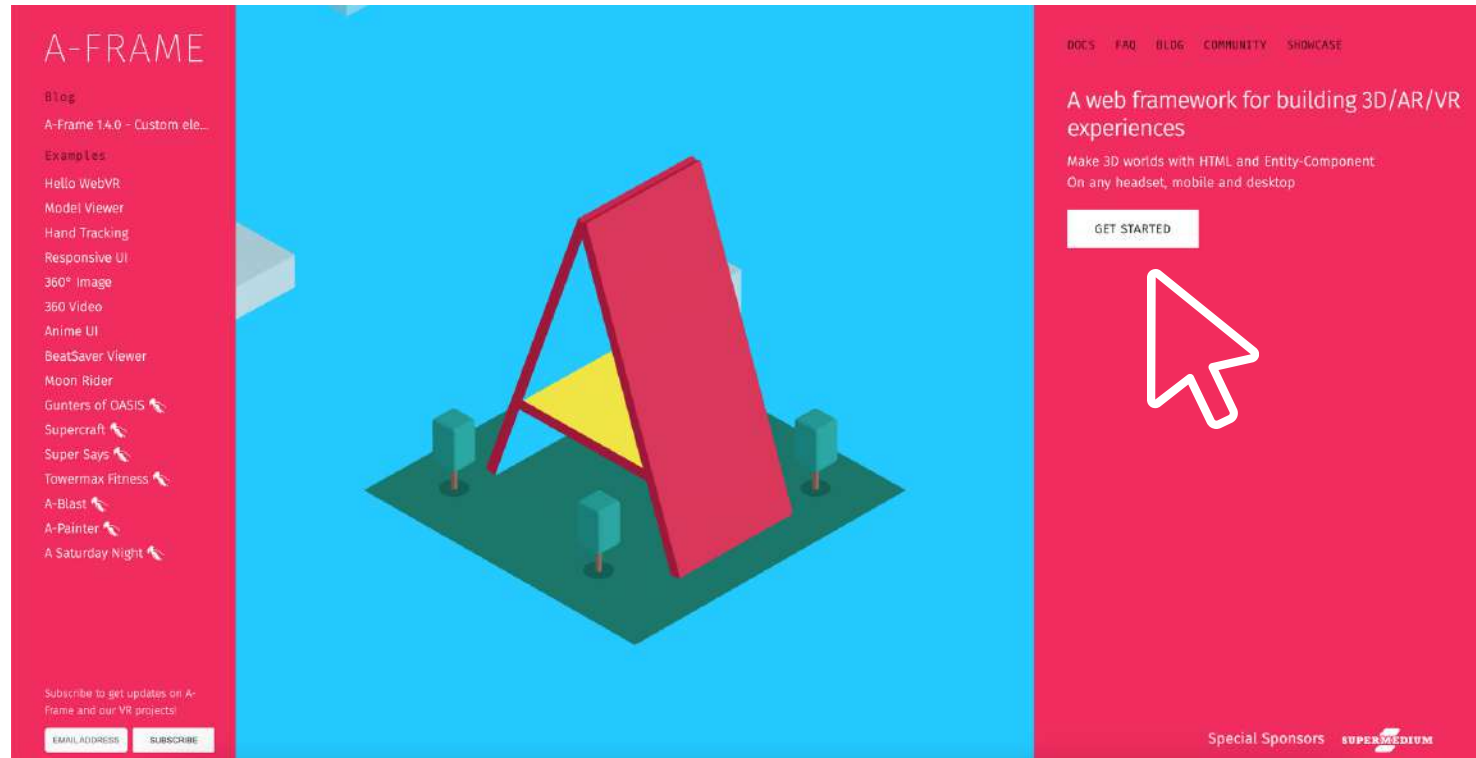 A-FRAME
Blog
A-Frame 1.4.0 - Custom ele...
Examples
Hello WebVR
Model Viewer
Hand Tracking
Responsive UI
360° Image
360 Video
Anime UI
BeatSaver Viewer
Moon Rider
Gunters of OASIS
Supercraft
Super Says
Towermax Fitness
A-Blast
A-Painter
A Saturday Night
Subscribe to get updates on A-
Frame and our VR projects!
EMAIL ADDRESS SUBSCRIBE
DOCS FAQ BLOG COMMUNITY SHOWCASE
A web framework for building 3D/AR/VR
experiences
Make 3D worlds with HTML and Entity-Component
On any headset, mobile and desktop
GET STARTED
Special Sponsors SUPERMEDIUM